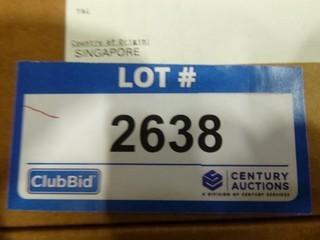 Country of Origin:
SINGAPORE
LOT #
2638
ClubBid
CENTURY
AUCTIONS
A DIVISION OF CENTURY SERVICES